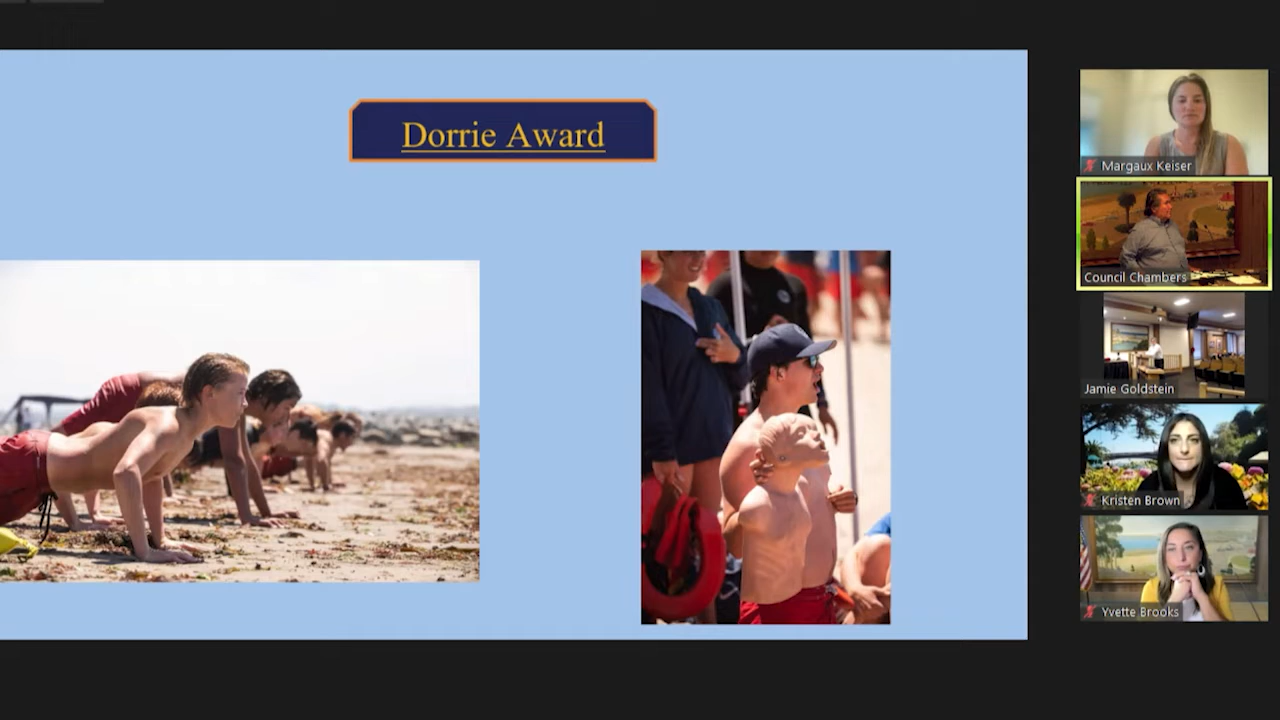 Dorrie Award
Margaux Keiser
Council Chambers
Jamie Goldstein
Kristen Brown
Yvette Brooks